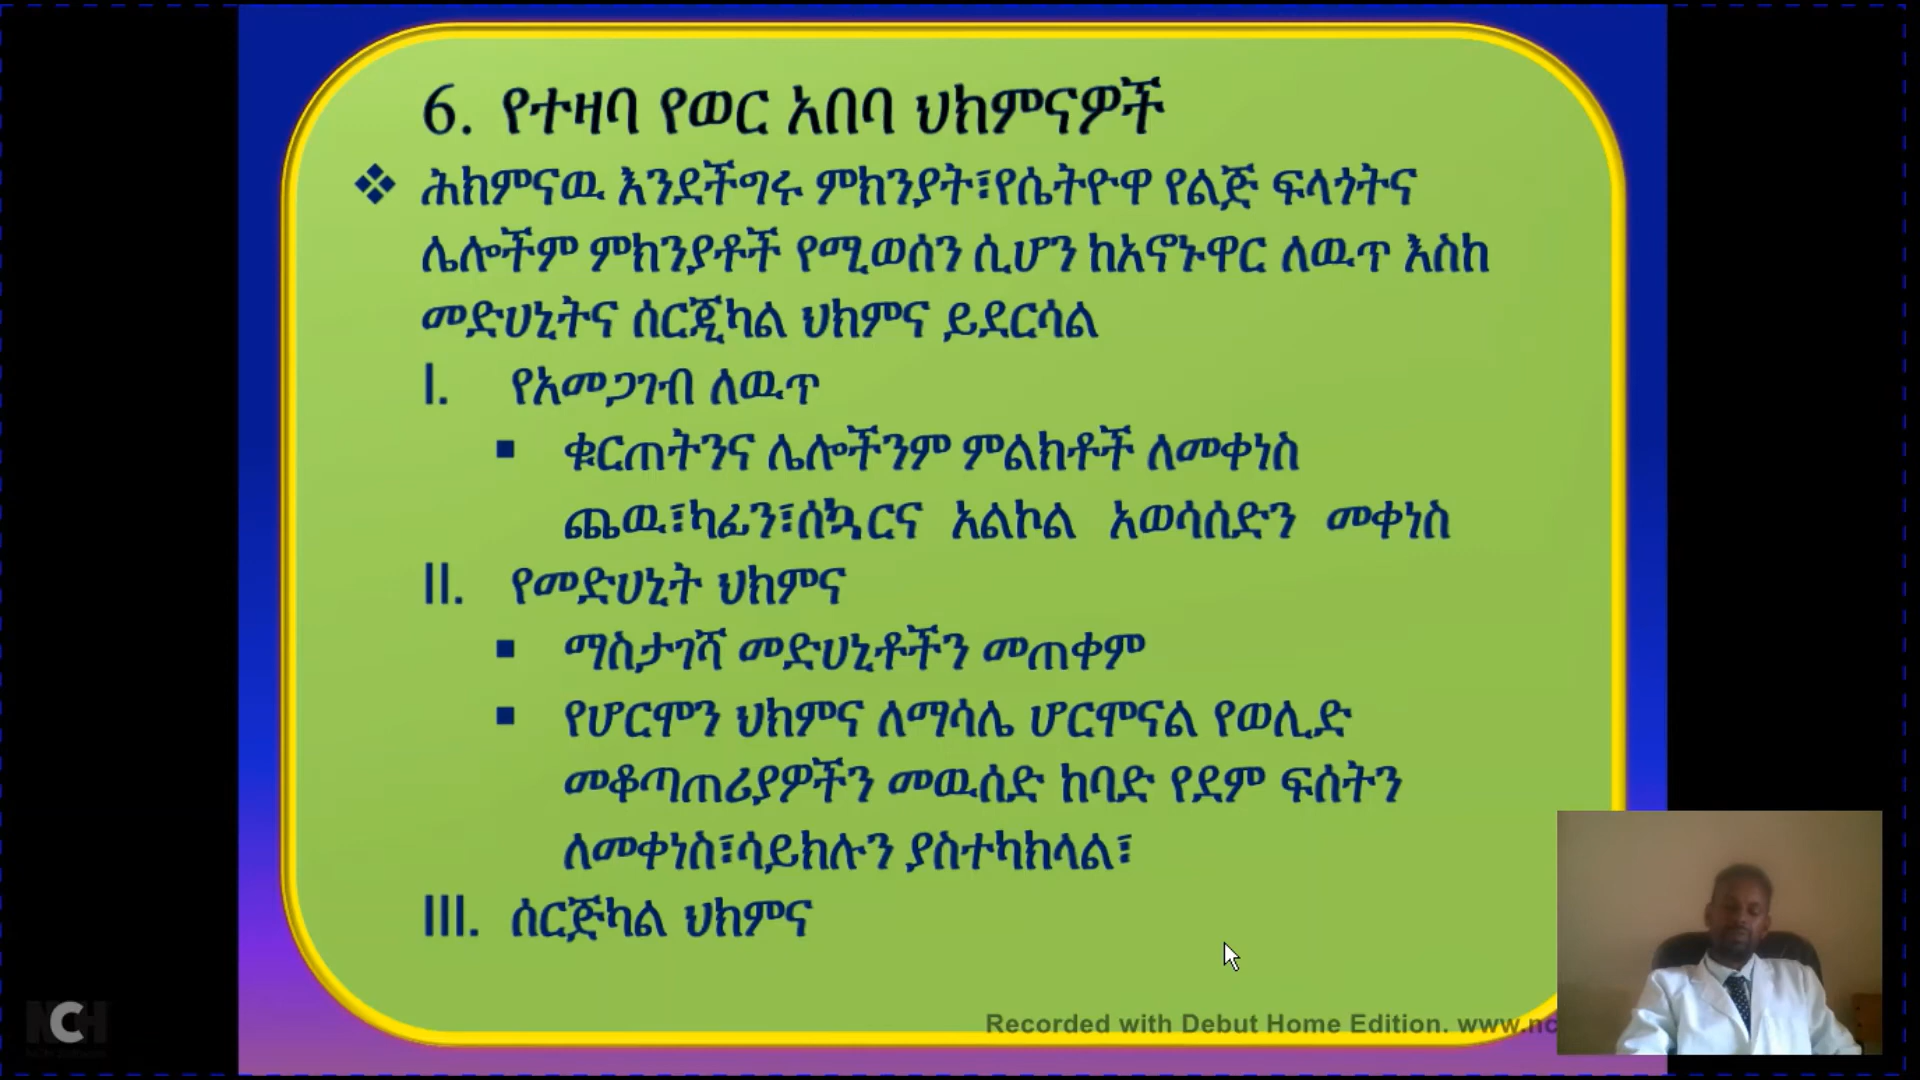 6. የተዛባ የወር አበባ ህክምናዎች
❖ ሕክምናዉ እንደችግሩ ምክንያት፣የሴትዮዋ የልጅ ፍላጎትና
ሌሎችም ምክንያቶች የሚወሰን ሲሆን ከአኖኑዋር ለዉጥ እስከ
መድሀኒትና ሰርጂካል ህክምና ይደርሳል
I. የአመጋገብ ለዉጥ
▪ ቁርጠትንና ሌሎችንም ምልክቶች ለመቀነስ
ጨዉ፣ካፊን፣ሰኳርና አልኮል አወሳሰድን መቀነስ
II. የመድሀኒት ህክምና
▪ ማስታገሻ መድሀኒቶችን መጠቀም
▪ የሆርሞን ህክምና ለማሳሌ ሆርሞናል የወሊድ
መቆጣጠሪያዎችን መዉሰድ ከባድ የደም ፍሰትን
ለመቀነስ፣ሳይክሉን ያስተካክላል፣
III. ሰርጅካል ህክምና
Recorded with Debut Home Edition. www.nc
NCH